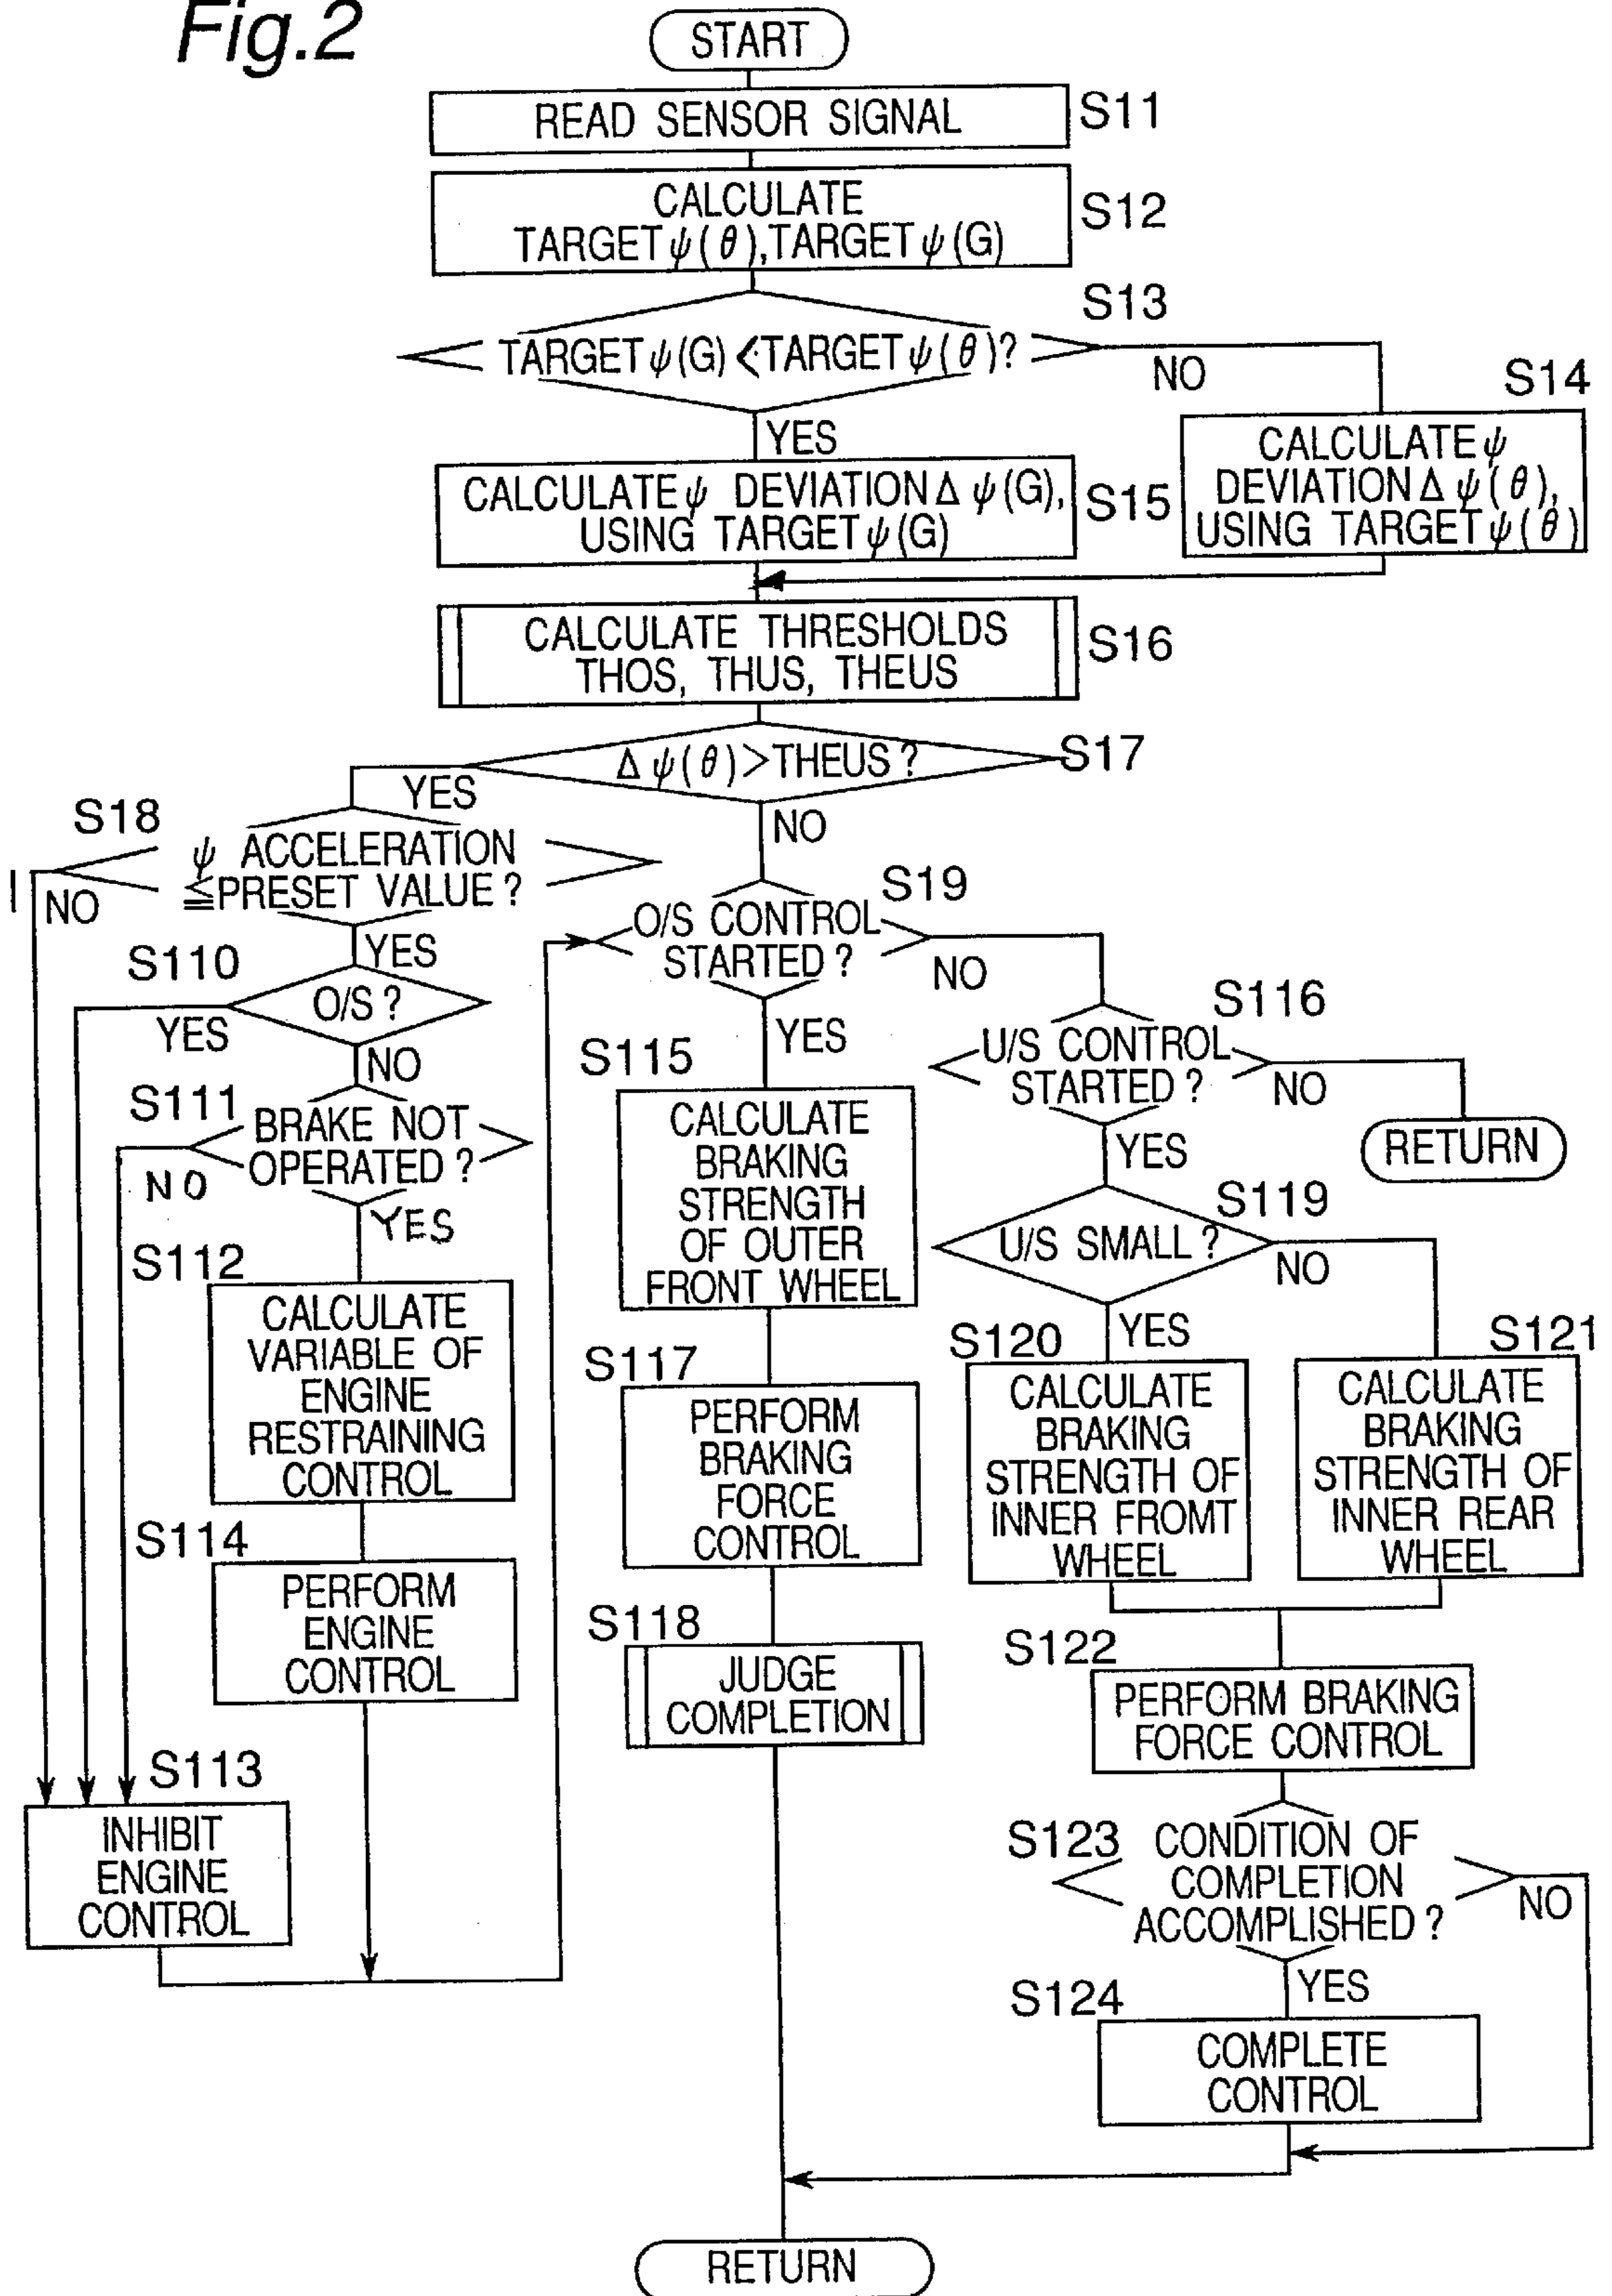 Fig.2
START
READ SENSOR SIGNAL
S11
CALCULATE
TARGET ψ(θ),TARGET ψ(G)
S12
S13
TARGET ψ(G) <TARGET ψ(θ)?
NO
YES
S14
CALCULATE ψ
DEVIATION Δ ψ(θ),
USING TARGET ψ(θ)
CALCULATE ψ DEVIATION Δ ψ(G),
USING TARGET ψ(G)
S15
CALCULATE THRESHOLDS
THOS, THUS, THEUS
S16
Δ ψ(θ)>THEUS?
S17
YES
NO
S18
ψ ACCELERATION
≦PRESET VALUE?
NO
YES
S19
O/S CONTROL
STARTED?
NO
YES
S110
O/S?
YES
NO
S111
BRAKE NOT
OPERATED?
NO
YES
S112
CALCULATE
VARIABLE OF
ENGINE
RESTRAINING
CONTROL
S114
PERFORM
ENGINE
CONTROL
S113
INHIBIT
ENGINE
CONTROL
S115
CALCULATE
BRAKING
STRENGTH
OF OUTER
FRONT WHEEL
S117
PERFORM
BRAKING
FORCE
CONTROL
S118
JUDGE
COMPLETION
S116
U/S CONTROL
STARTED?
NO
RETURN
YES
S119
U/S SMALL?
NO
YES
S120
CALCULATE
BRAKING
STRENGTH OF
INNER FROMT
WHEEL
S121
CALCULATE
BRAKING
STRENGTH OF
INNER REAR
WHEEL
S122
PERFORM BRAKING
FORCE CONTROL
S123
CONDITION OF
COMPLETION
ACCOMPLISHED?
NO
YES
S124
COMPLETE
CONTROL
RETURN